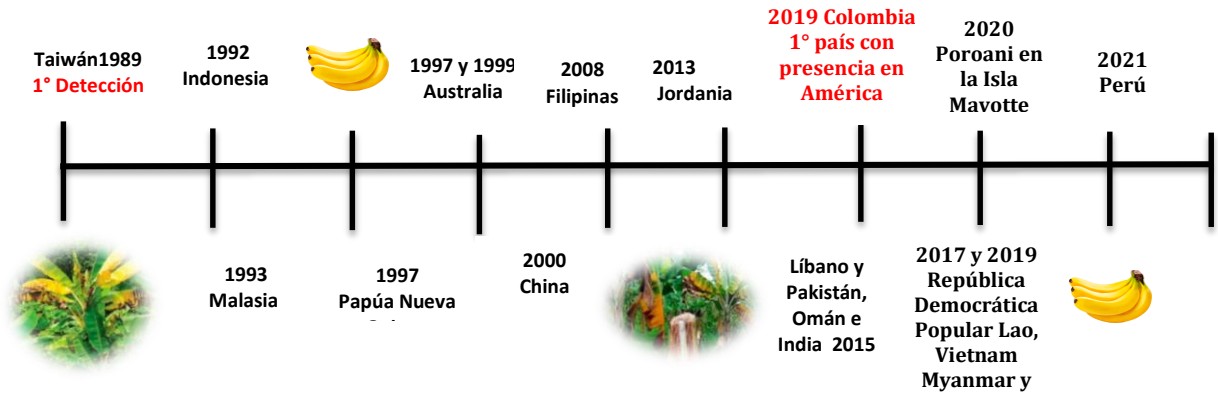 Taiwán1989
1° Detección
1992
Indonesia
1997 y 1999
Australia
2008
Filipinas
2013
Jordania
2019 Colombia
1° país con
presencia en
América
2020
Poroani en
la Isla
Mavotte
2021
Perú
1993
Malasia
1997
Papúa Nueva
2000
China
Líbano y
Pakistán,
Omán e
India 2015
2017 y 2019
República
Democrática
Popular Lao,
Vietnam
Myanmar y